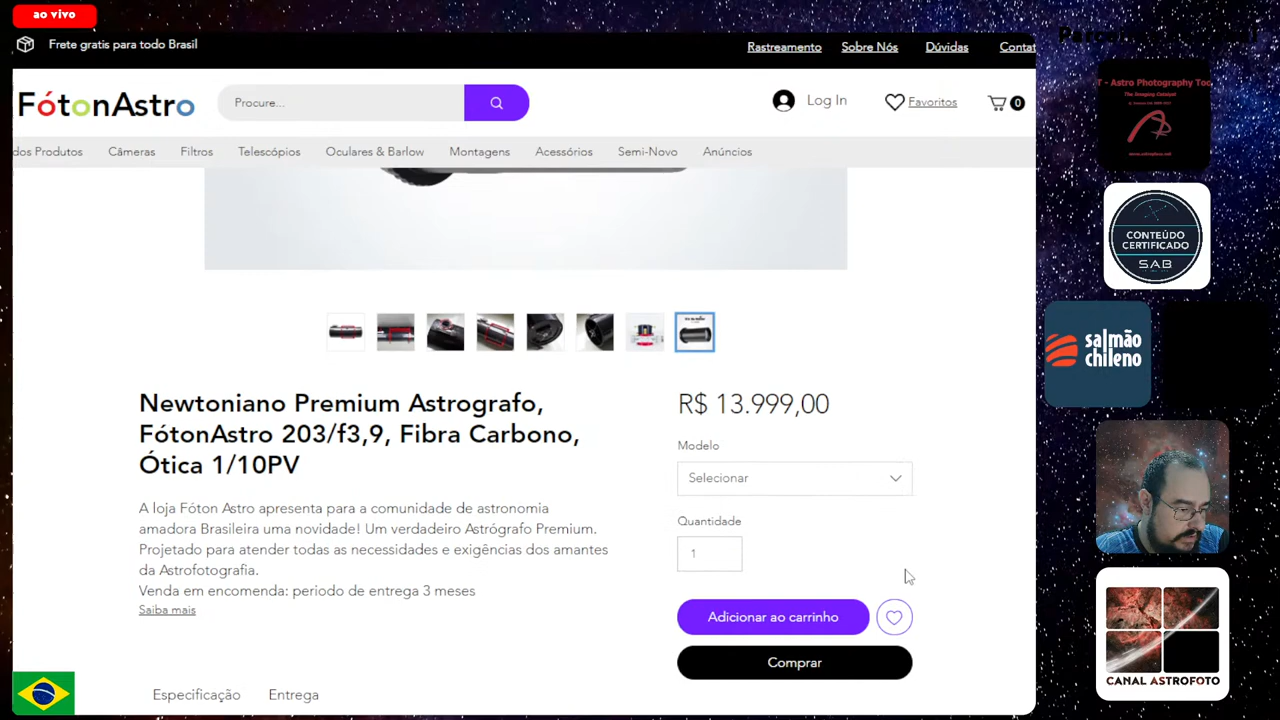 ao vivo
Frete gratis para todo Brasil
Rastreamento
Sobre Nós
Dúvidas
Contat
FótonAstro
Procure...
Log In
Favoritos
0
dos Produtos
Câmeras
Filtros
Telescópios
Oculares & Barlow
Montagens
Acessórios
Semi-Novo
Anúncios
T - Astro Photography Too
The Imaging Catalyst
CONTEÚDO
CERTIFICADO
SAB
salmão
chileno
Newtoniano Premium Astrografo,
FótonAstro 203/f3,9, Fibra Carbono,
Ótica 1/10PV
R$ 13.999,00
Modelo
Selecionar
A loja Fóton Astro apresenta para a comunidade de astronomia
amadora Brasileira uma novidade! Um verdadeiro Astrógrafo Premium.
Projetado para atender todas as necessidades e exigências dos amantes
da Astrofotografia.
Venda em encomenda: periodo de entrega 3 meses
Saiba mais
Quantidade
1
Adicionar ao carrinho
Comprar
Especificação
Entrega
CANAL ASTROFOTO